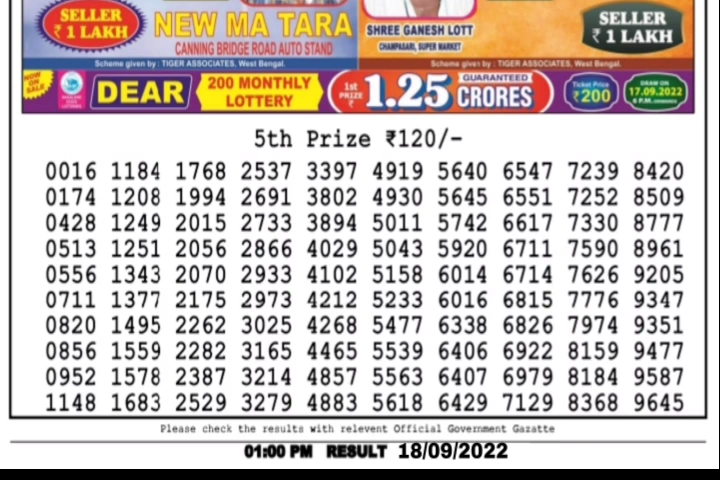 SELLER
₹ 1 LAKH
NEW MA TARA
CANNING BRIDGE ROAD AUTO STAND
SHREE GANESH LOTT
CHAMPASARI, SUPER MARKET
SELLER
₹ 1 LAKH
Scheme given by : TIGER ASSOCIATES, West Bengal.
Scheme given by : TIGER ASSOCIATES, West Bengal.
NOW ON SALE
DEAR
200 MONTHLY
LOTTERY
1st
PRIZE
₹
1.25
GUARANTEED
CRORES
Ticket Price
₹200
DRAW ON
17.09.2022
6 P.M.
5th Prize ₹120/-
0016 1184 1768 2537 3397 4919 5640 6547 7239 8420
0174 1208 1994 2691 3802 4930 5645 6551 7252 8509
0428 1249 2015 2733 3894 5011 5742 6617 7330 8777
0513 1251 2056 2866 4029 5043 5920 6711 7590 8961
0556 1343 2070 2933 4102 5158 6014 6714 7626 9205
0711 1377 2175 2973 4212 5233 6016 6815 7776 9347
0820 1495 2262 3025 4268 5477 6338 6826 7974 9351
0856 1559 2282 3165 4465 5539 6406 6922 8159 9477
0952 1578 2387 3214 4857 5563 6407 6979 8184 9587
1148 1683 2529 3279 4883 5618 6429 7129 8368 9645
Please check the results with relevent Official Government Gazatte
01:00 PM RESULT 18/09/2022